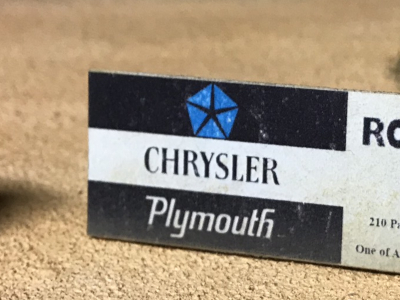 CHRYSLER
Plymouth
210
One of